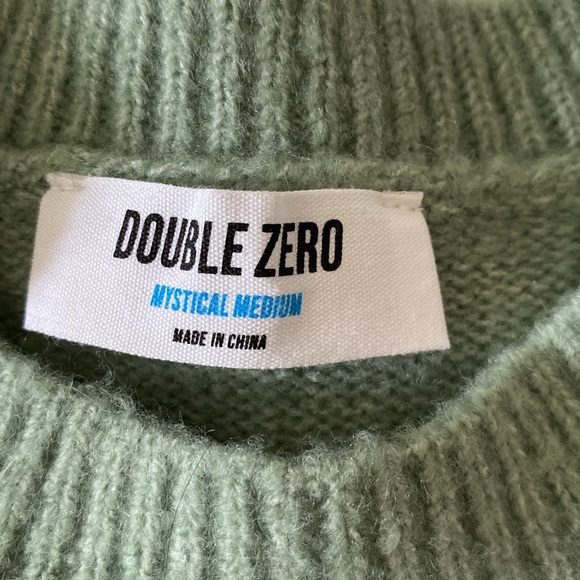 DOUBLE ZERO
MYSTICAL MEDIUM
MADE IN CHINA